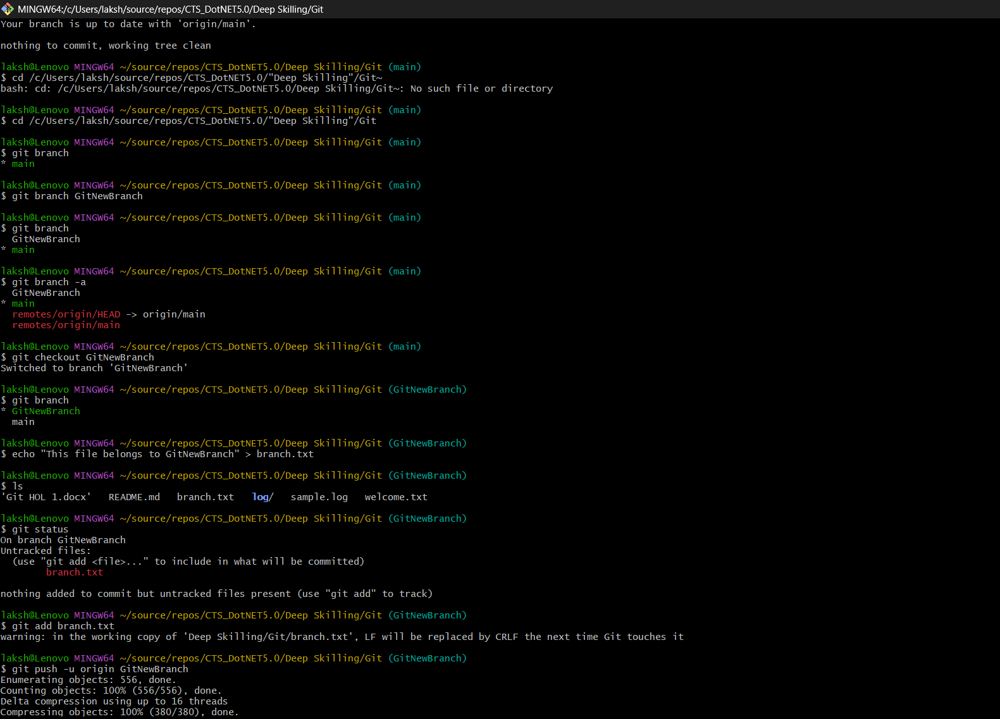 MINGW64:/c/Users/laksh/source/repos/CTS_DotNET5.0/Deep Skilling/Git
Your branch is up to date with 'origin/main'.
nothing to commit, working tree clean
laksh@Lenovo MINGW64 ~/source/repos/CTS_DotNET5.0/Deep Skilling/Git (main)
$ cd /c/Users/laksh/source/repos/CTS_DotNET5.0/"Deep Skilling"/Git~
bash: cd: /c/Users/laksh/source/repos/CTS_DotNET5.0/Deep Skilling/Git~: No such file or directory
laksh@Lenovo MINGW64 ~/source/repos/CTS_DotNET5.0/Deep Skilling/Git (main)
$ cd /c/Users/laksh/source/repos/CTS_DotNET5.0/"Deep Skilling"/Git
laksh@Lenovo MINGW64 ~/source/repos/CTS_DotNET5.0/Deep Skilling/Git (main)
$ git branch
* main
laksh@Lenovo MINGW64 ~/source/repos/CTS_DotNET5.0/Deep Skilling/Git (main)
$ git branch GitNewBranch
laksh@Lenovo MINGW64 ~/source/repos/CTS_DotNET5.0/Deep Skilling/Git (main)
$ git branch
  GitNewBranch
* main
laksh@Lenovo MINGW64 ~/source/repos/CTS_DotNET5.0/Deep Skilling/Git (main)
$ git branch -a
  GitNewBranch
* main
  remotes/origin/HEAD -> origin/main
  remotes/origin/main
laksh@Lenovo MINGW64 ~/source/repos/CTS_DotNET5.0/Deep Skilling/Git (main)
$ git checkout GitNewBranch
Switched to branch 'GitNewBranch'
laksh@Lenovo MINGW64 ~/source/repos/CTS_DotNET5.0/Deep Skilling/Git (GitNewBranch)
$ git branch
* GitNewBranch
  main
laksh@Lenovo MINGW64 ~/source/repos/CTS_DotNET5.0/Deep Skilling/Git (GitNewBranch)
$ echo "This file belongs to GitNewBranch" > branch.txt
laksh@Lenovo MINGW64 ~/source/repos/CTS_DotNET5.0/Deep Skilling/Git (GitNewBranch)
$ ls
'Git HOL 1.docx'   README.md   branch.txt   log/   sample.log   welcome.txt
laksh@Lenovo MINGW64 ~/source/repos/CTS_DotNET5.0/Deep Skilling/Git (GitNewBranch)
$ git status
On branch GitNewBranch
Untracked files:
  (use "git add <file>..." to include in what will be committed)
        branch.txt
nothing added to commit but untracked files present (use "git add" to track)
laksh@Lenovo MINGW64 ~/source/repos/CTS_DotNET5.0/Deep Skilling/Git (GitNewBranch)
$ git add branch.txt
warning: in the working copy of 'Deep Skilling/Git/branch.txt', LF will be replaced by CRLF the next time Git touches it
laksh@Lenovo MINGW64 ~/source/repos/CTS_DotNET5.0/Deep Skilling/Git (GitNewBranch)
$ git push -u origin GitNewBranch
Enumerating objects: 556, done.
Counting objects: 100% (556/556), done.
Delta compression using up to 16 threads
Compressing objects: 100% (380/380), done.